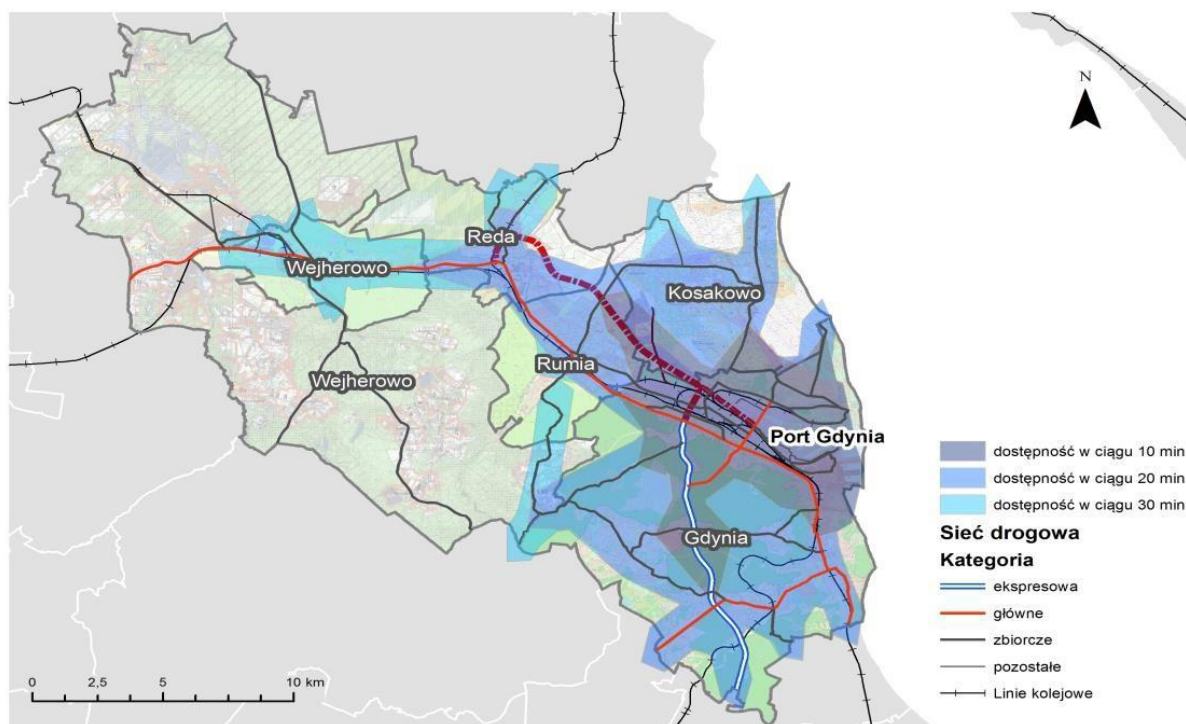 N
Reda
Wejherowo
Kosakowo
Rumia
Wejherowo
Port Gdynia
Gdynia
dostępność w ciągu 10 min
dostępność w ciągu 20 min
dostępność w ciągu 30 min
Sieć drogowa
Kategoria
ekspresowa
główne
zbiorcze
pozostałe
Linie kolejowe
0 2,5 5 10 km